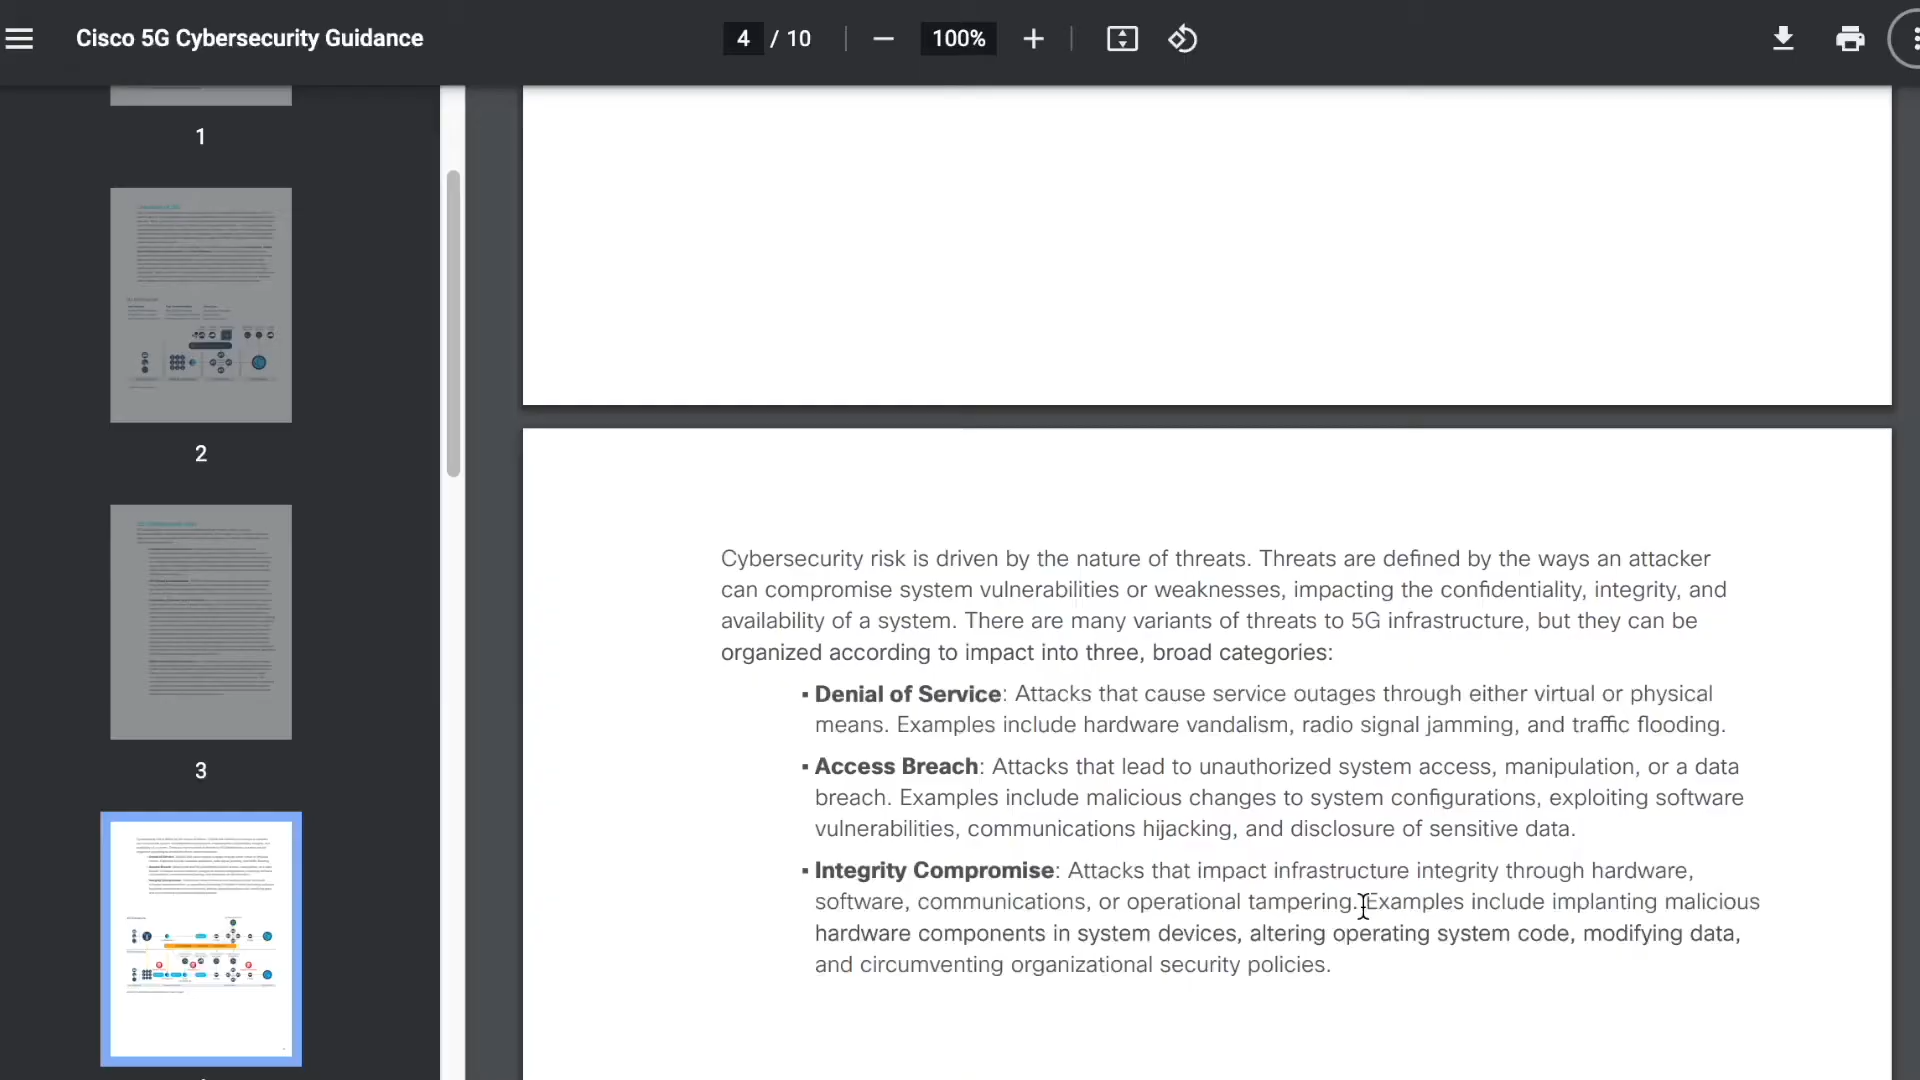 Cisco 5G Cybersecurity Guidance
4 / 10
100%
1
2
3
Cybersecurity risk is driven by the nature of threats. Threats are defined by the ways an attacker
can compromise system vulnerabilities or weaknesses, impacting the confidentiality, integrity, and
availability of a system. There are many variants of threats to 5G infrastructure, but they can be
organized according to impact into three, broad categories:
▪ Denial of Service: Attacks that cause service outages through either virtual or physical
means. Examples include hardware vandalism, radio signal jamming, and traffic flooding.
▪ Access Breach: Attacks that lead to unauthorized system access, manipulation, or a data
breach. Examples include malicious changes to system configurations, exploiting software
vulnerabilities, communications hijacking, and disclosure of sensitive data.
▪ Integrity Compromise: Attacks that impact infrastructure integrity through hardware,
software, communications, or operational tampering. Examples include implanting malicious
hardware components in system devices, altering operating system code, modifying data,
and circumventing organizational security policies.